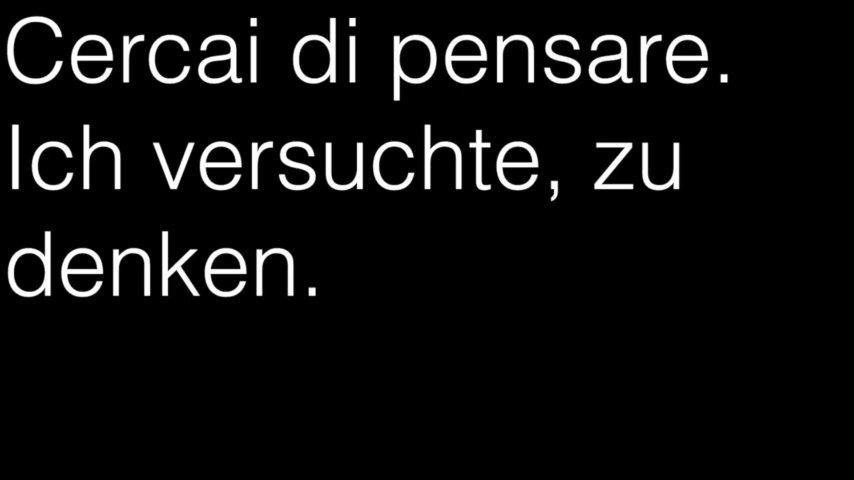 Cercai di pensare.
Ich versuchte, zu
denken.